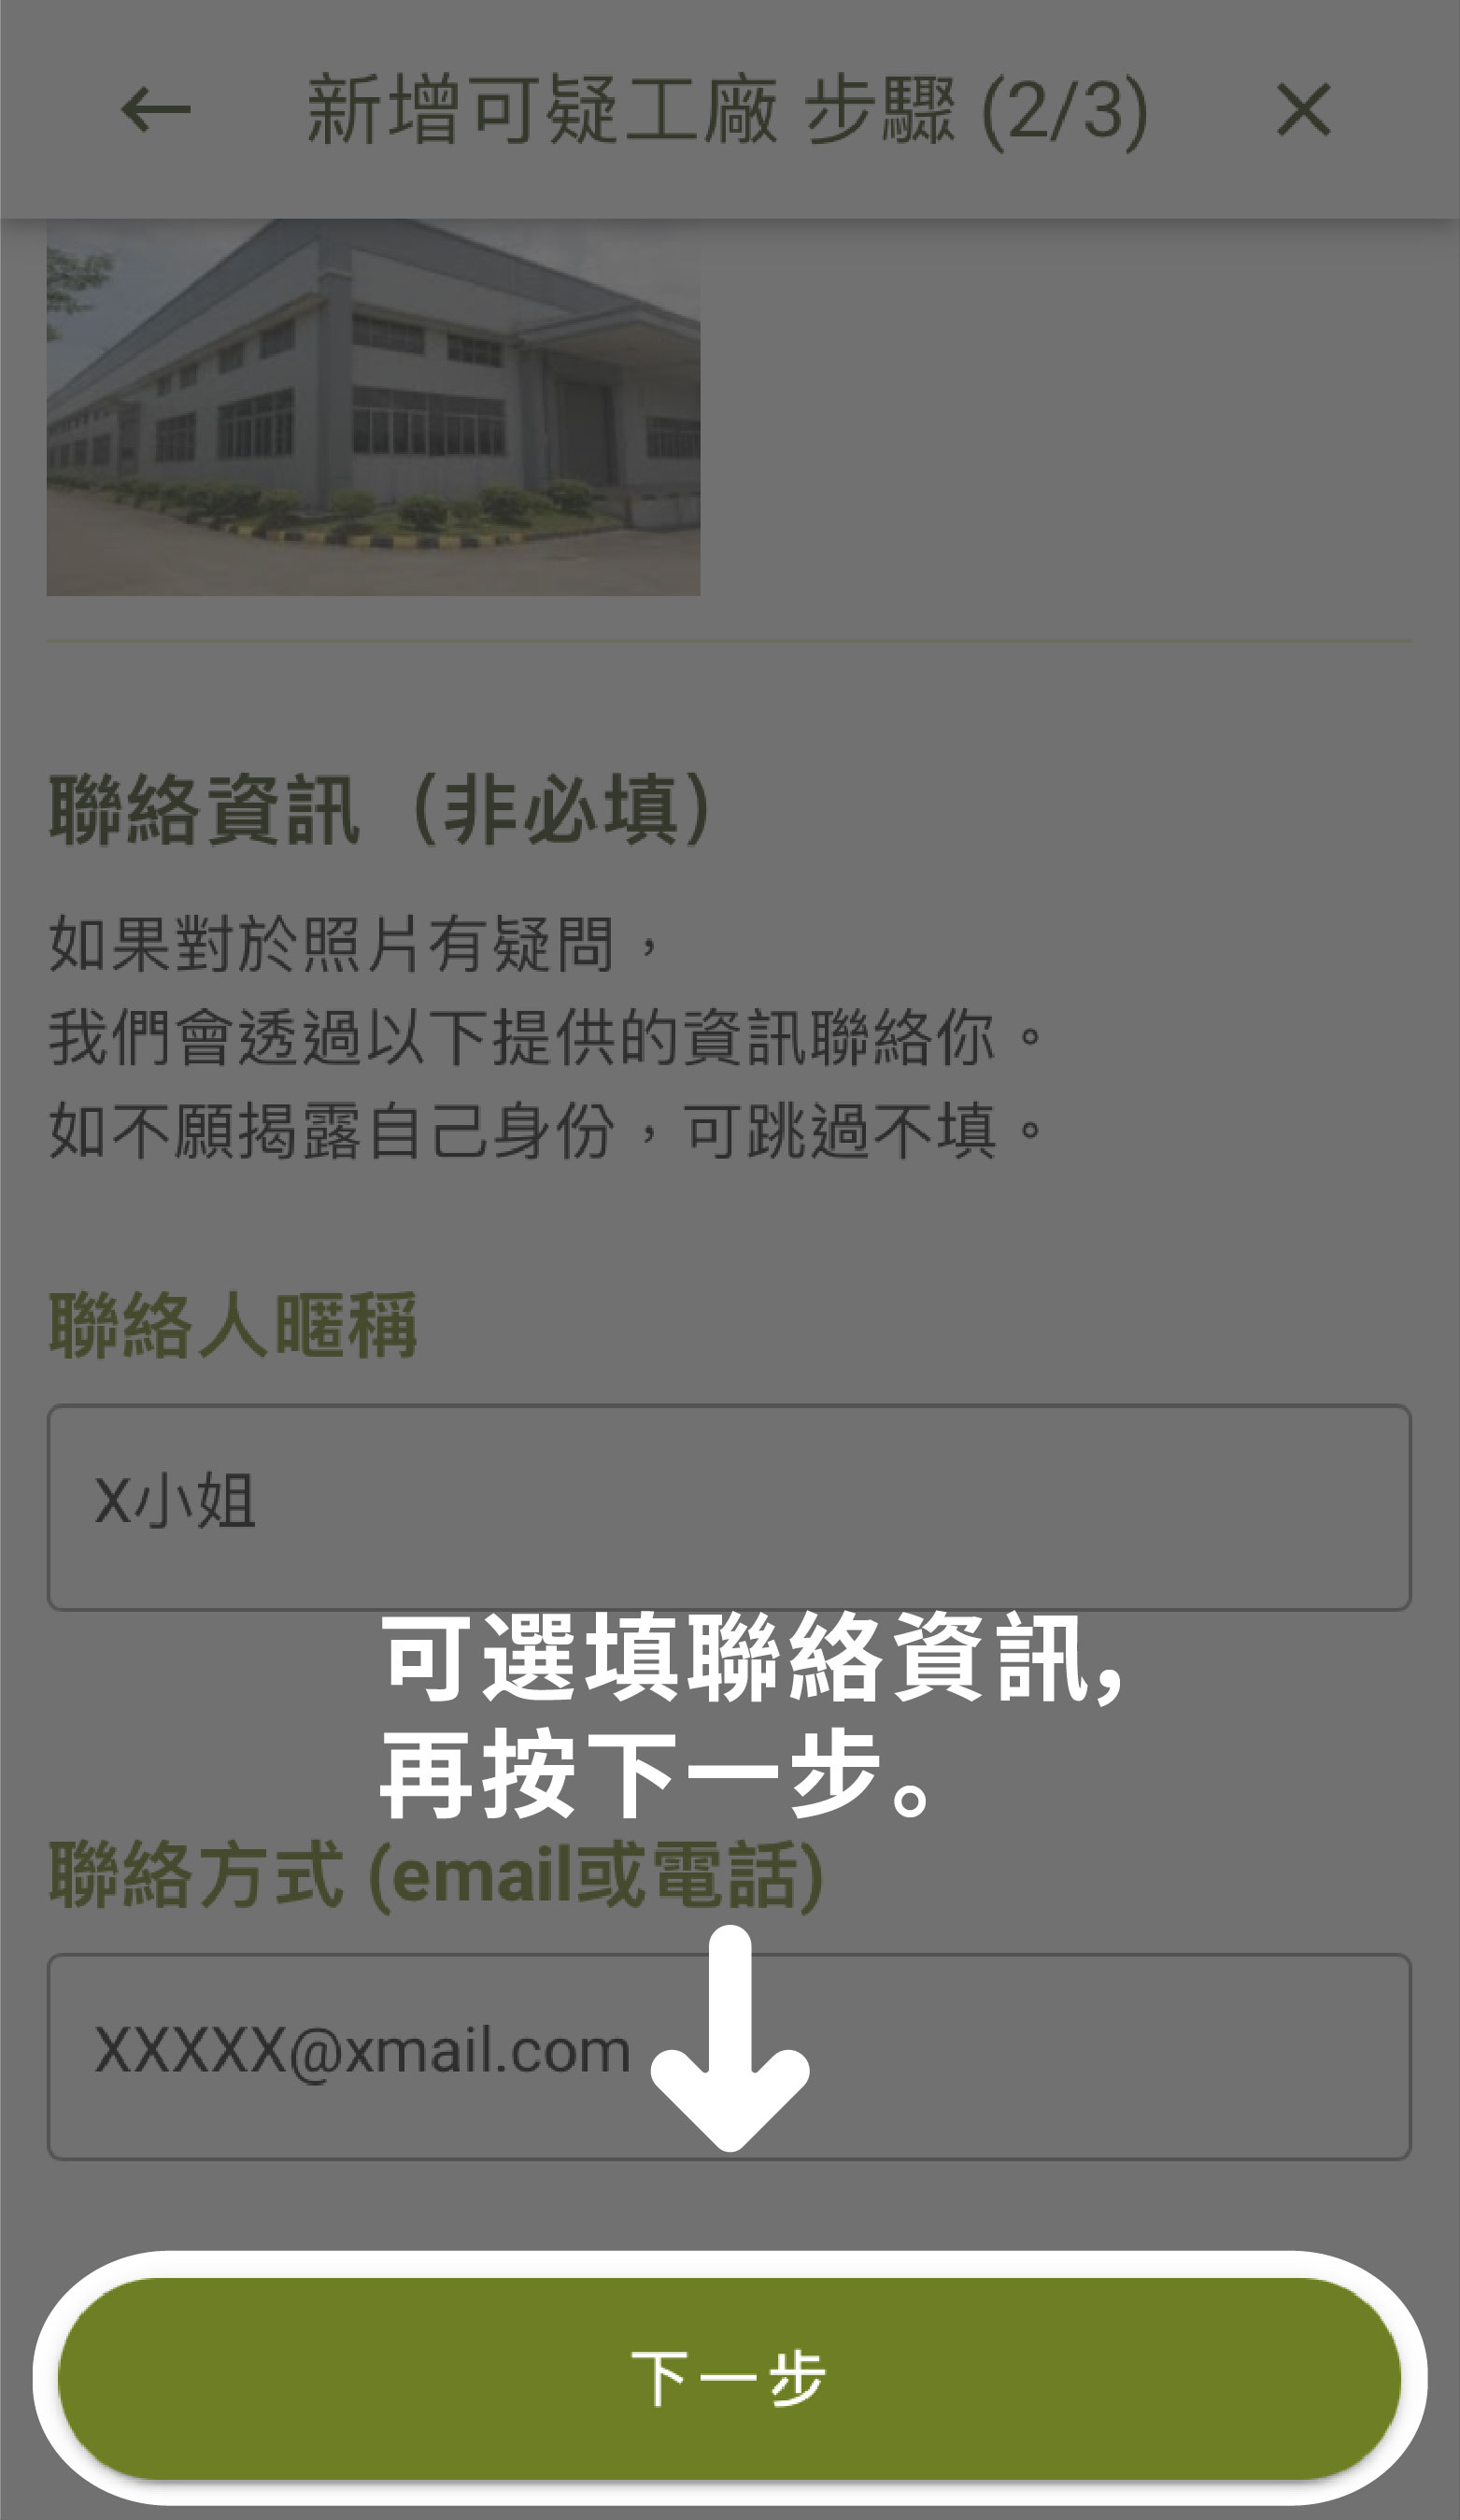 新增可疑工廠 步驟 (2/3)
聯絡資訊（非必填）
如果對於照片有疑問，
我們會透過以下提供的資訊聯絡你。
如不願揭露自己身份，可跳過不填。
聯絡人暱稱
X小姐
可選填聯絡資訊,
再按下一步。
聯絡方式 (email或電話)
XXXXX@xmail.com
下一步